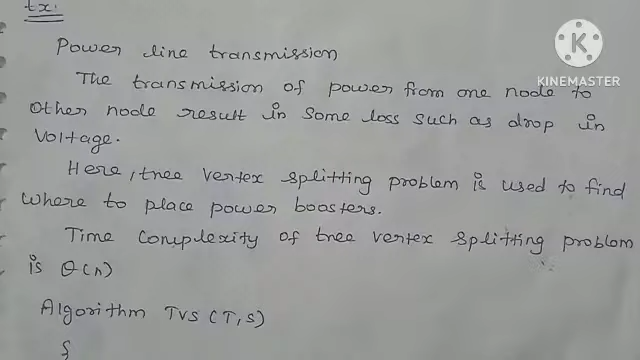 Ex:
Power line transmission
The transmission of power from one node to
other node result in some loss such as drop in
voltage.
Here, tree vertex splitting problem is used to find
where to place power boosters.
Time complexity of tree vertex splitting problem
is θ(n)
Algorithm TVS (T,S)
{
K
KINEMASTER